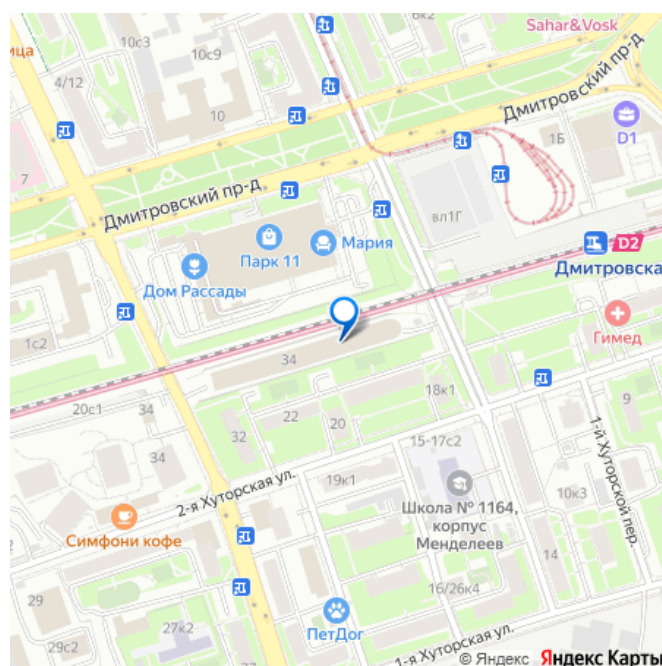 6к2
Sahar&Vosk
ица
10с3
10с9
4/12
10
Дмитровский пр-д
1Б
D1
7
Дмитровский пр-д
вл1Г
Парк 11
Мария
D2
Дмитровска
Дом Рассады
Гимед
1с2
34
18к1
9
20с1
34
22
20
32
15-17с2
1-й Хуторской пер.
34
2-я Хуторская ул.
19к1
Школа № 1164,
корпус
Менделеев
10к3
Симфони кофе
14
29
16/26к4
27к2
ПетДог
29с2
1-я Хуторская ул.
© Яндекс Яндекс Карты